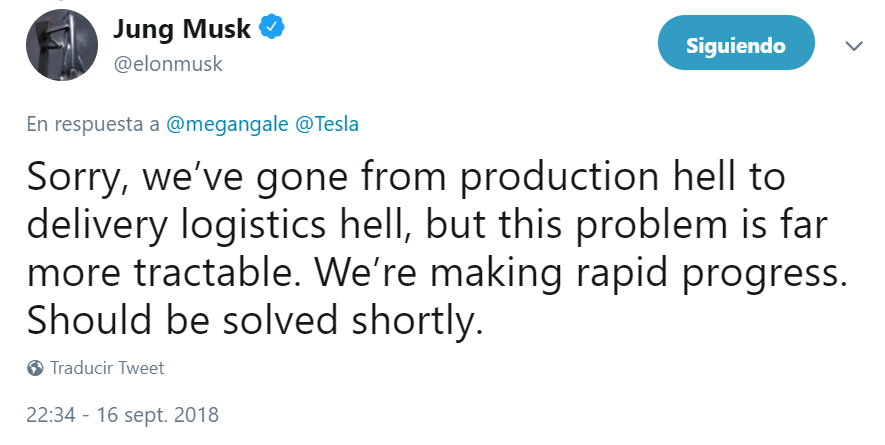 Jung Musk
@elonmusk
Siguiendo
En respuesta a @megangale @Tesla
Sorry, we’ve gone from production hell to
delivery logistics hell, but this problem is far
more tractable. We’re making rapid progress.
Should be solved shortly.
Traducir Tweet
22:34 - 16 sept. 2018